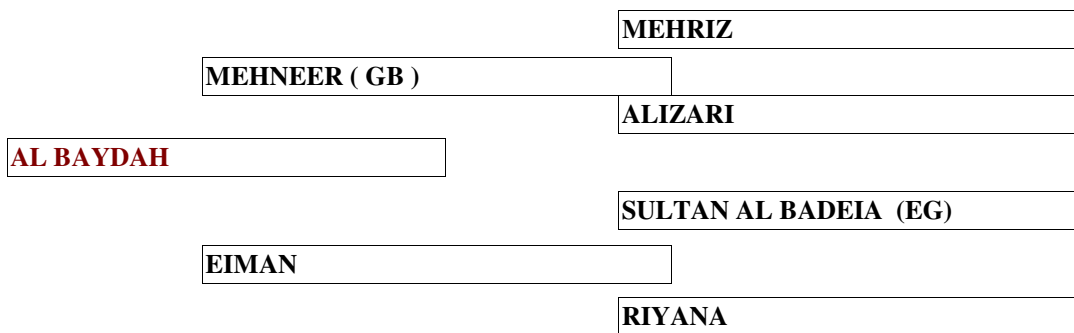 MEHRIZ
MEHNEER ( GB )
ALIZARI
AL BAYDAH
SULTAN AL BADEIA (EG)
EIMAN
RIYANA